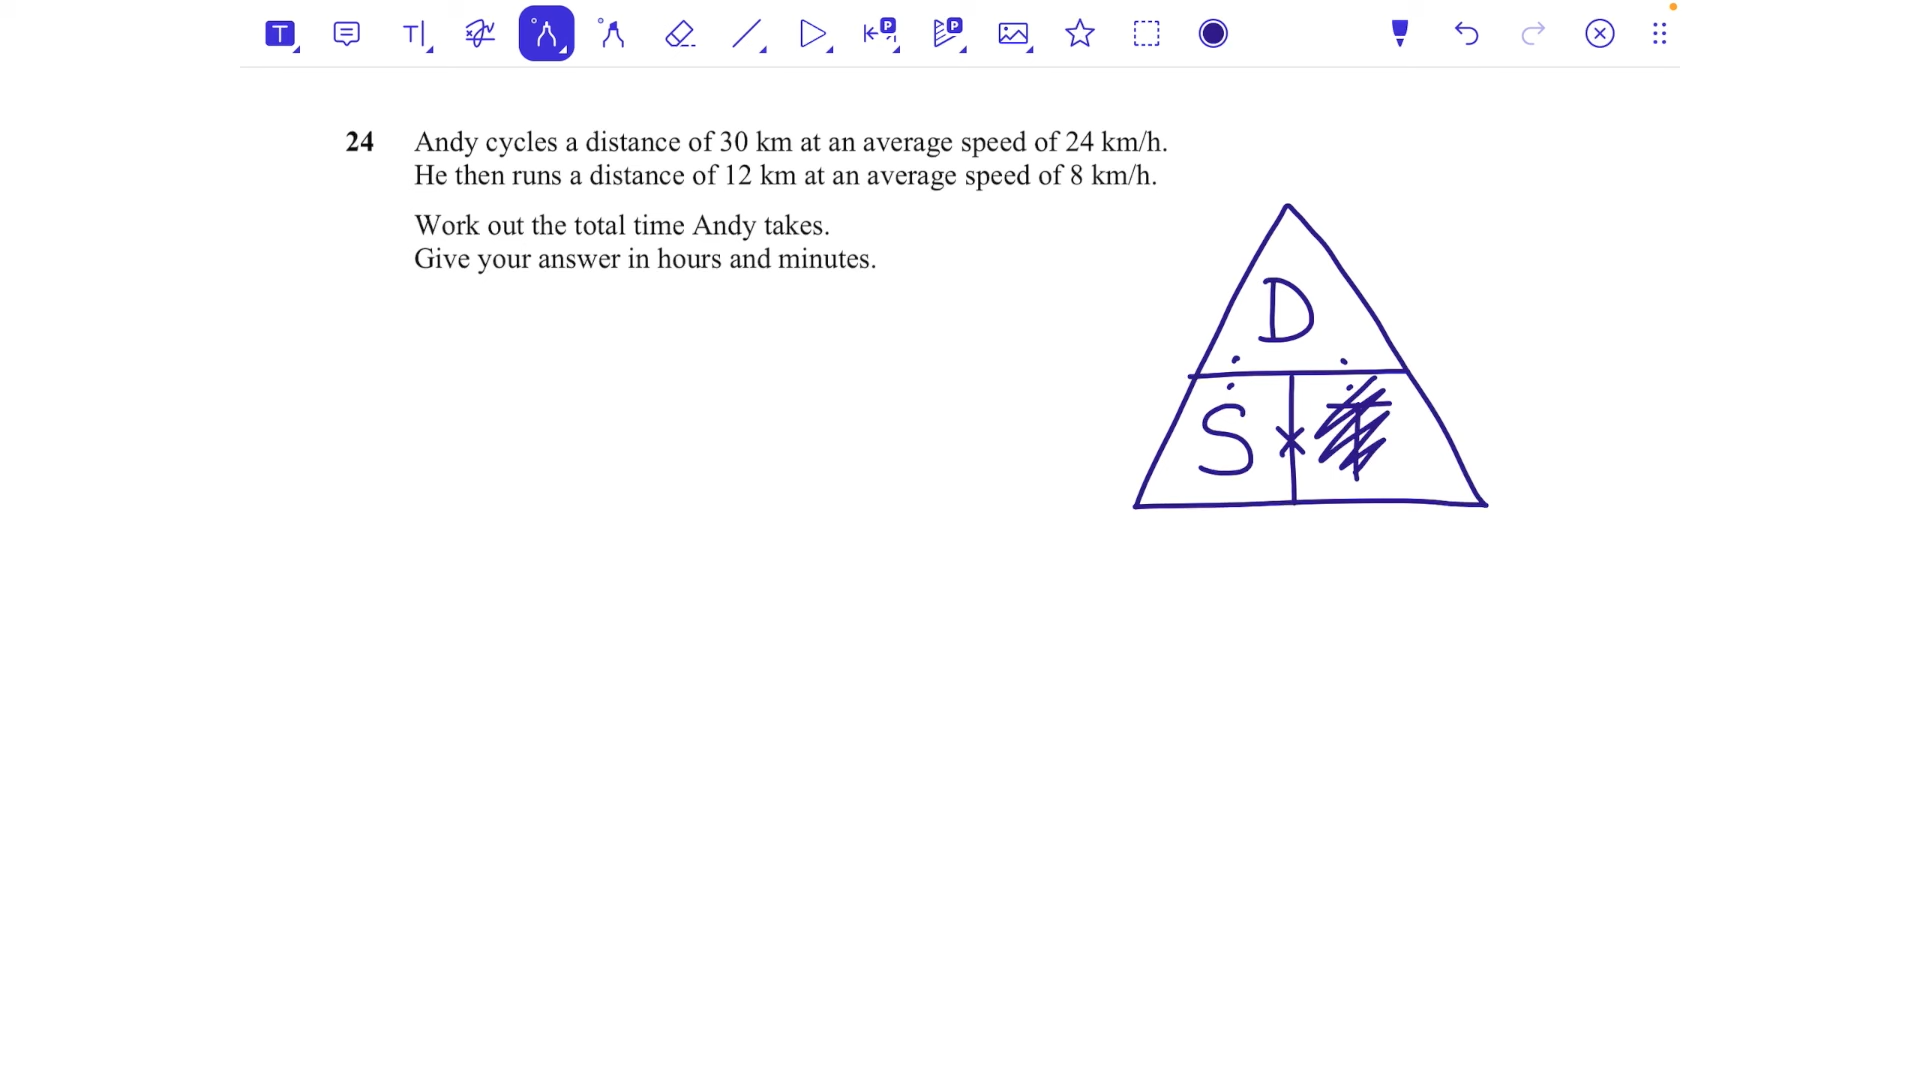 24 Andy cycles a distance of 30 km at an average speed of 24 km/h.
He then runs a distance of 12 km at an average speed of 8 km/h.
Work out the total time Andy takes.
Give your answer in hours and minutes.
D
S × T